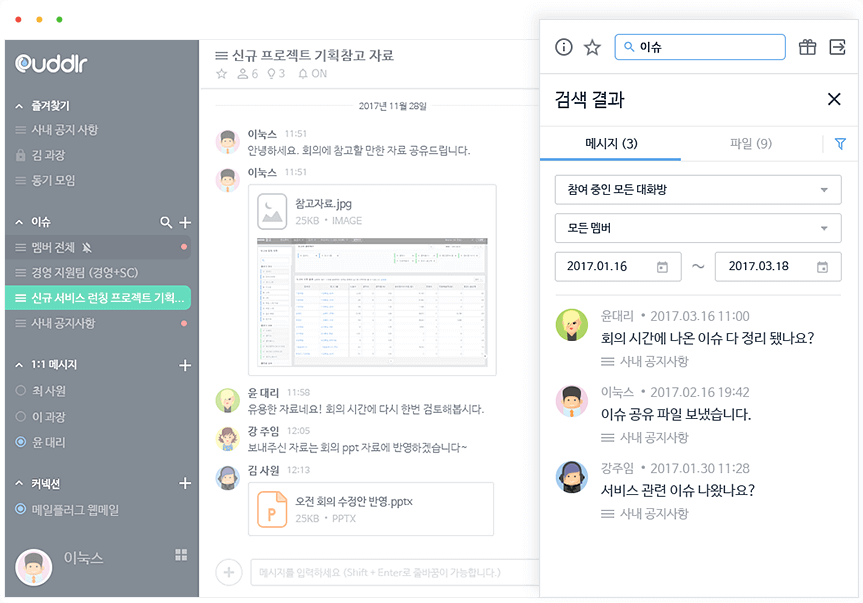 Cuddlr
즐겨찾기
사내 공지 사항
김 과장
동기 모임
이슈
멤버 전체
경영 지원팀 (경영+SC)
신규 서비스 런칭 프로젝트 기획...
사내 공지사항
1:1 메시지
최 사원
이 과장
윤 대리
커넥션
메일플러그 웹메일
이눅스
신규 프로젝트 기획참고 자료
6 3 ON
2017년 11월 28일
이눅스 11:51
안녕하세요. 회의에 참고할 만한 자료 공유드립니다.
이눅스 11:51
참고자료.jpg
25KB • IMAGE
윤 대리 11:58
유용한 자료네요! 회의 시간에 다시 한번 검토해봅시다.
강 주임 12:05
보내주신 자료는 회의 ppt 자료에 반영하겠습니다~
김 사원 12:13
P
오전 회의 수정안 반영.pptx
25KB • PPTX
메시지를 입력하세요 (Shift + Enter로 줄바꿈이 가능합니다.)
이슈
검색 결과
메시지 (3) 파일 (9)
참여 중인 모든 대화방
모든 멤버
2017.01.16 ~ 2017.03.18
윤대리 • 2017.03.16 11:00
회의 시간에 나온 이슈 다 정리 됐나요?
사내 공지사항
이눅스 • 2017.02.16 19:42
이슈 공유 파일 보냈습니다.
사내 공지사항
강주임 • 2017.01.30 11:28
서비스 관련 이슈 나왔나요?
사내 공지사항